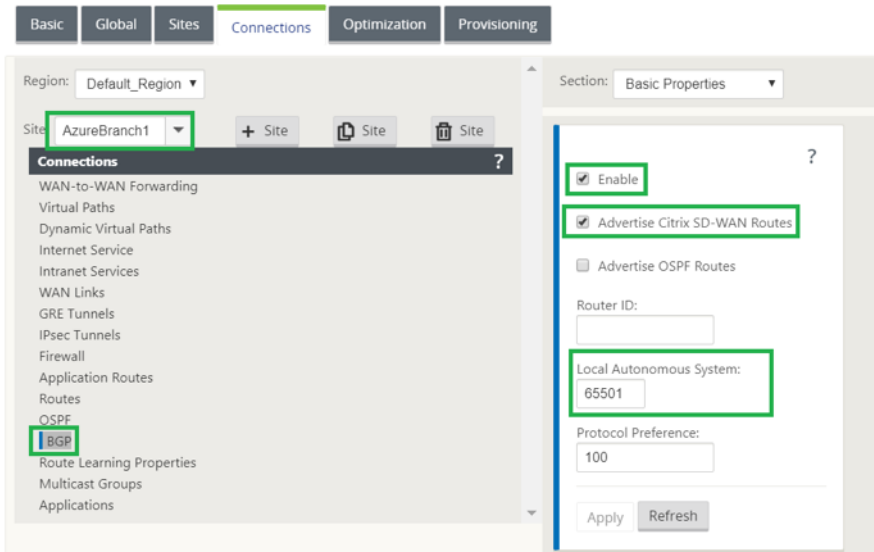 Basic Global Sites Connections Optimization Provisioning
Region: Default_Region
Site AzureBranch1 + Site Site Site
Connections ?
WAN-to-WAN Forwarding
Virtual Paths
Dynamic Virtual Paths
Internet Service
Intranet Services
WAN Links
GRE Tunnels
IPsec Tunnels
Firewall
Application Routes
Routes
OSPF
BGP
Route Learning Properties
Multicast Groups
Applications
Section: Basic Properties
?
Enable
Advertise Citrix SD-WAN Routes
Advertise OSPF Routes
Router ID:
Local Autonomous System:
65501
Protocol Preference:
100
Apply Refresh